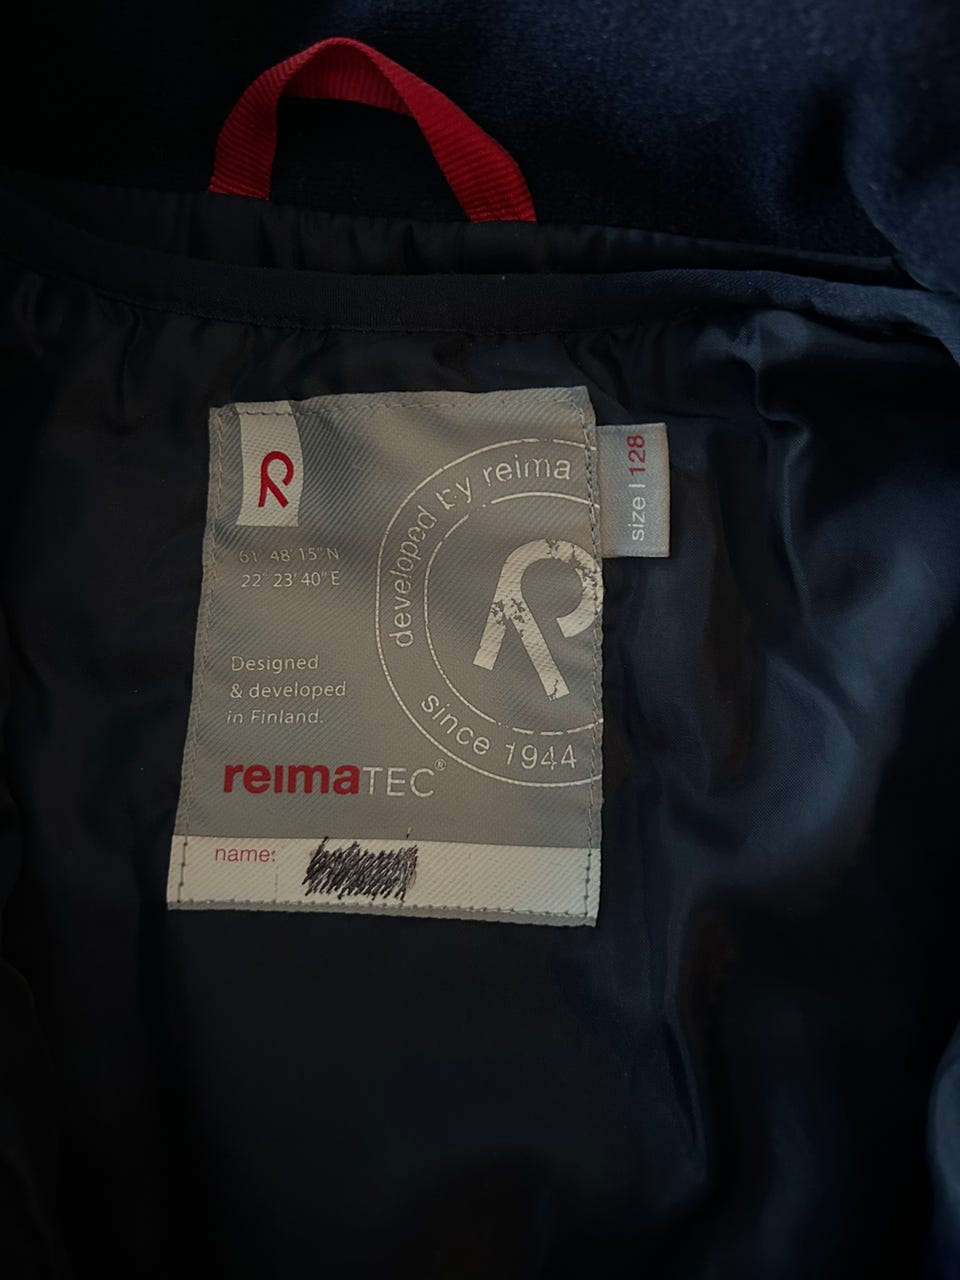 R
61° 48' 15" N
22° 23' 40" E
developed by reima
since 1944
Designed
& developed
in Finland.
reimaTEC®
name:
size | 128